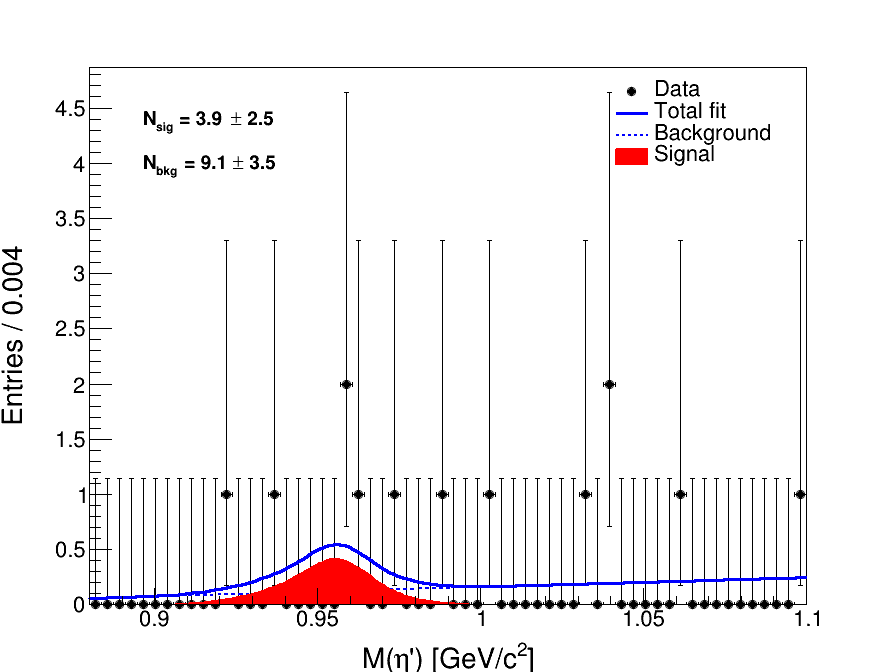 N_sig = 3.9 ± 2.5
N_bkg = 9.1 ± 3.5
Data
Total fit
Background
Signal
Entries / 0.004
4.5
4
3.5
3
2.5
2
1.5
1
0.5
0
0.9
0.95
1
1.05
1.1
M(η') [GeV/c²]